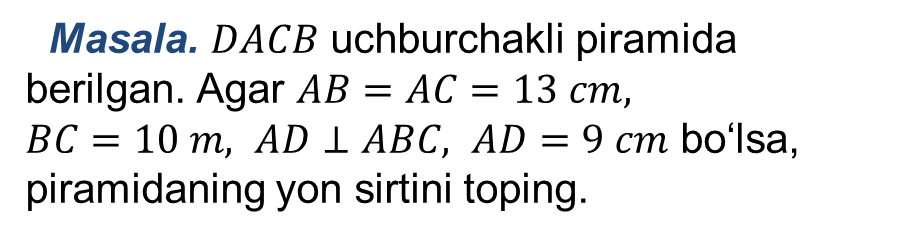 Masala. DACB uchburchakli piramida
berilgan. Agar AB = AC = 13 cm,
BC = 10 m, AD ⊥ ABC, AD = 9 cm bo‘lsa,
piramidaning yon sirtini toping.